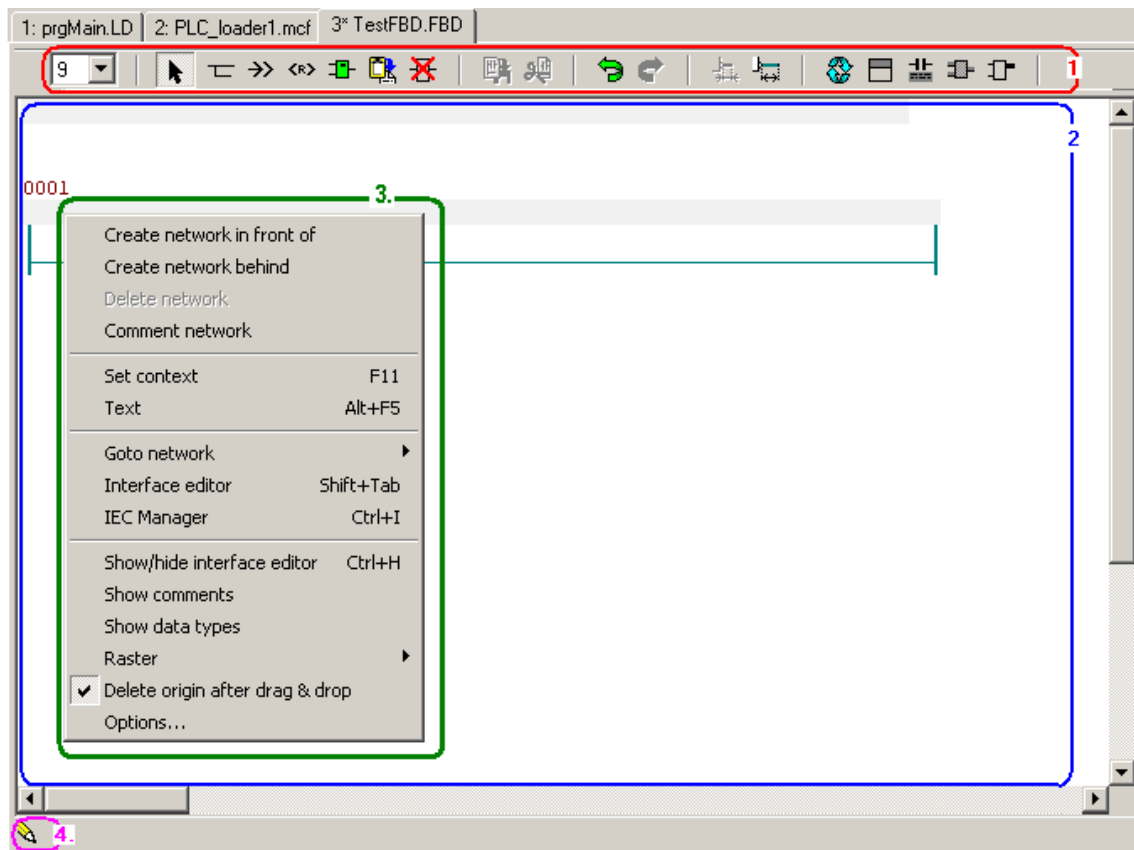 1: prgMain.LD 2: PLC_loader1.mcf 3* TestFBD.FBD
9 <R> 1
2
0001
3.
Create network in front of
Create network behind
Delete network
Comment network
Set context F11
Text Alt+F5
Goto network
Interface editor Shift+Tab
IEC Manager Ctrl+I
Show/hide interface editor Ctrl+H
Show comments
Show data types
Raster
Delete origin after drag & drop
Options...
4.